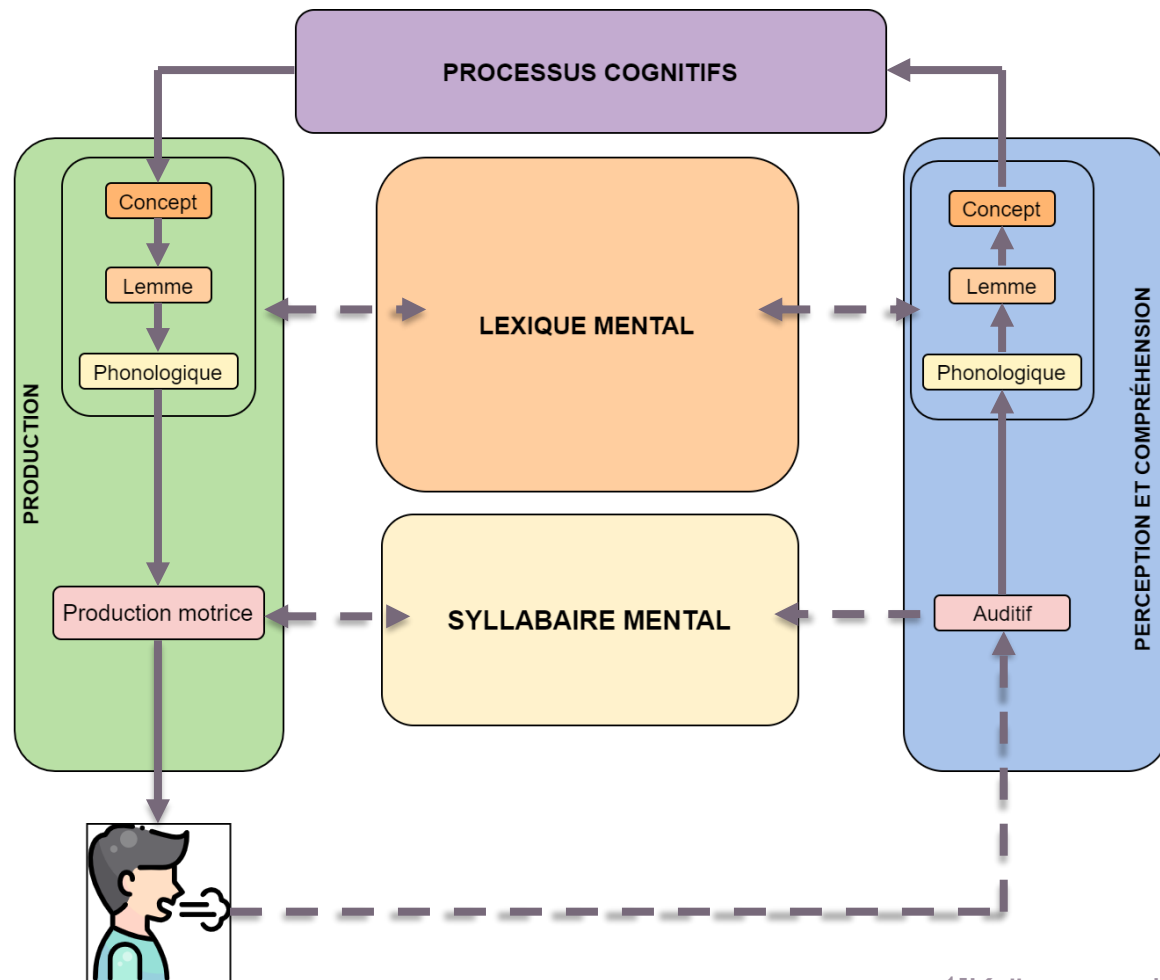 PROCESSUS COGNITIFS
PRODUCTION
Concept
Lemme
Phonologique
Production motrice
LEXIQUE MENTAL
SYLLABAIRE MENTAL
Concept
Lemme
Phonologique
Auditif
PERCEPTION ET COMPRÉHENSION